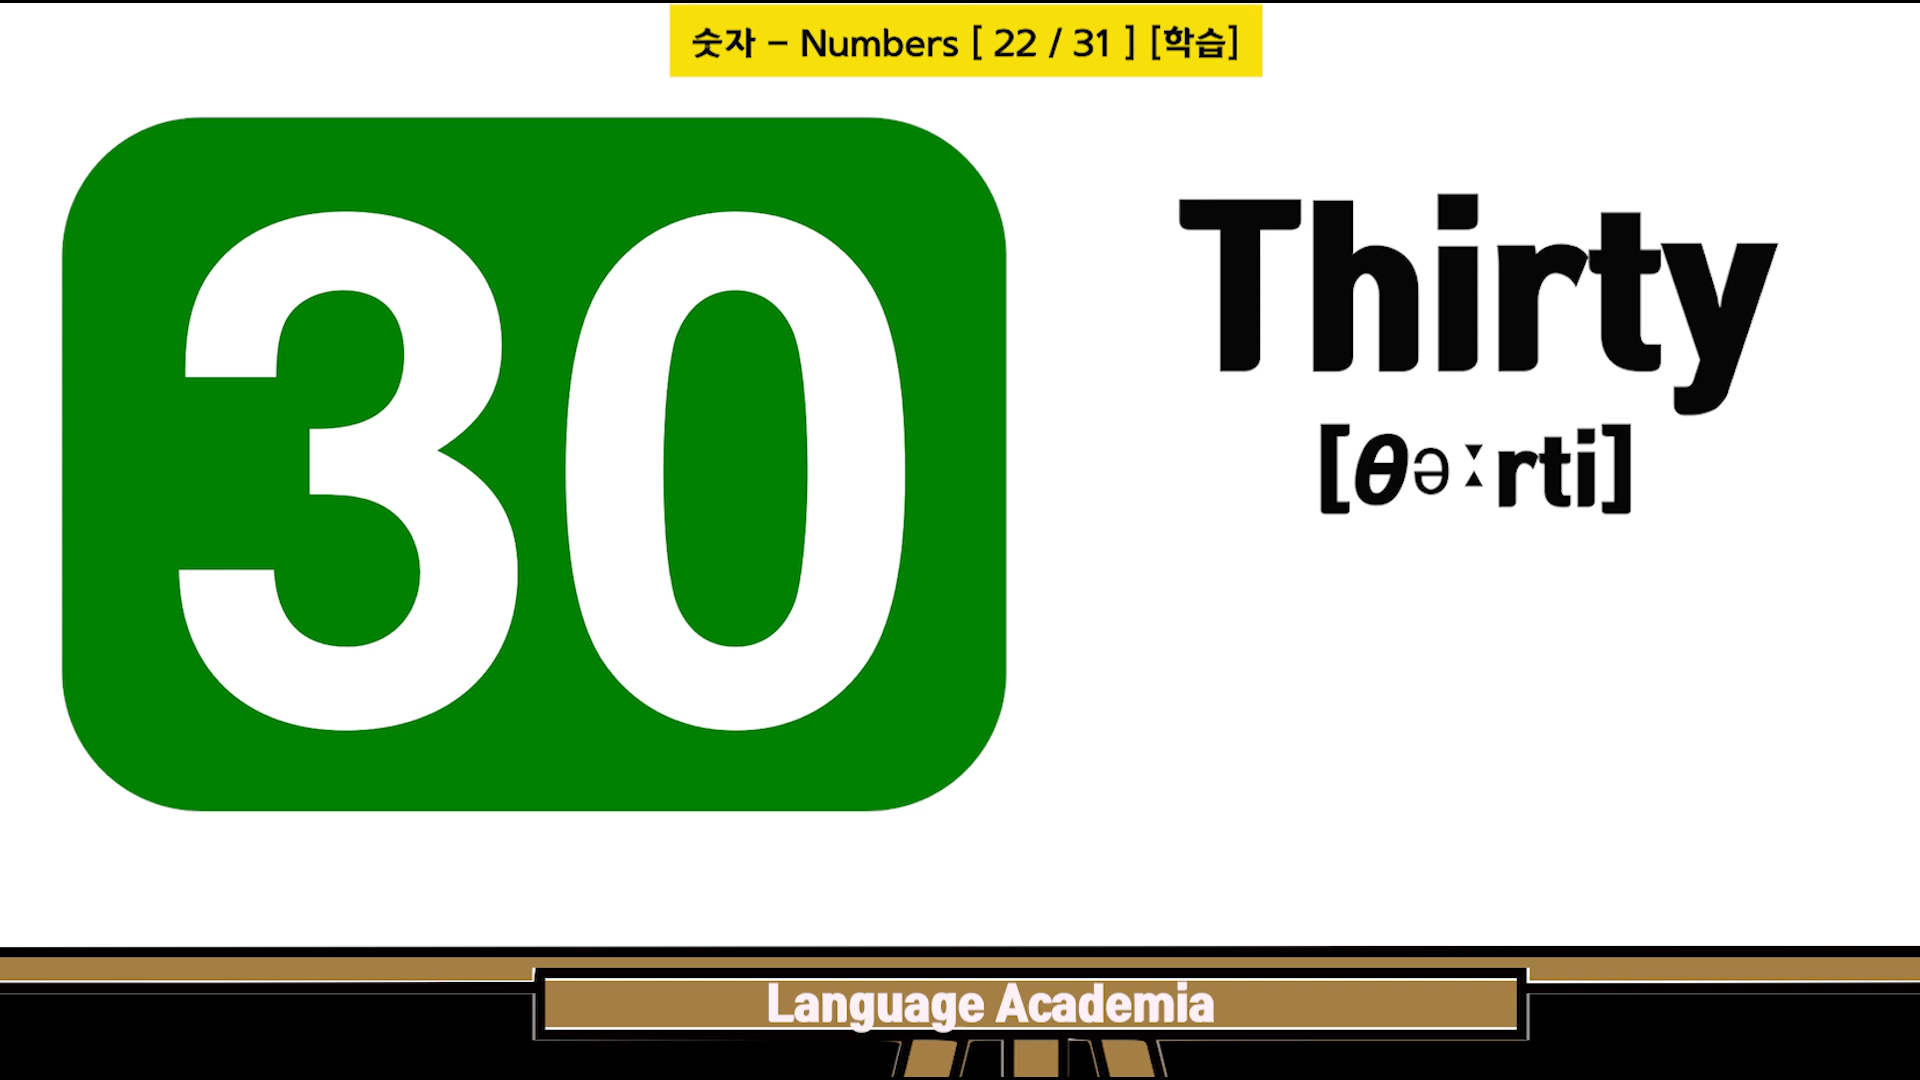 숫자 – Numbers [ 22 / 31 ] [학습]
30
Thirty
[θəːrti]
Language Academia